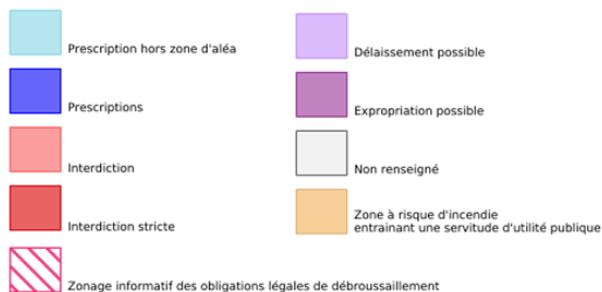 Prescription hors zone d'aléa
Prescriptions
Interdiction
Interdiction stricte
Zonage informatif des obligations légales de débroussaillement
Délaissement possible
Expropriation possible
Non renseigné
Zone à risque d'incendie
entrainant une servitude d'utilité publique